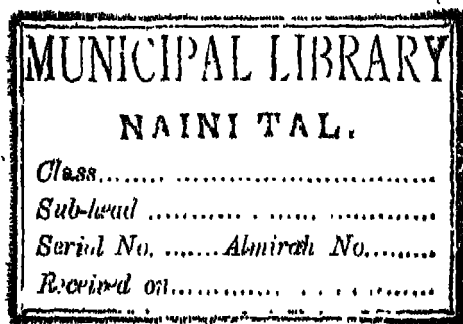 MUNICIPAL LIBRARY
NAINI TAL.
Class....... ..............................
Sub-head ..... ..... . ..... ..........
Serial No. .......Almirah No.........
Received on............. . . . ........